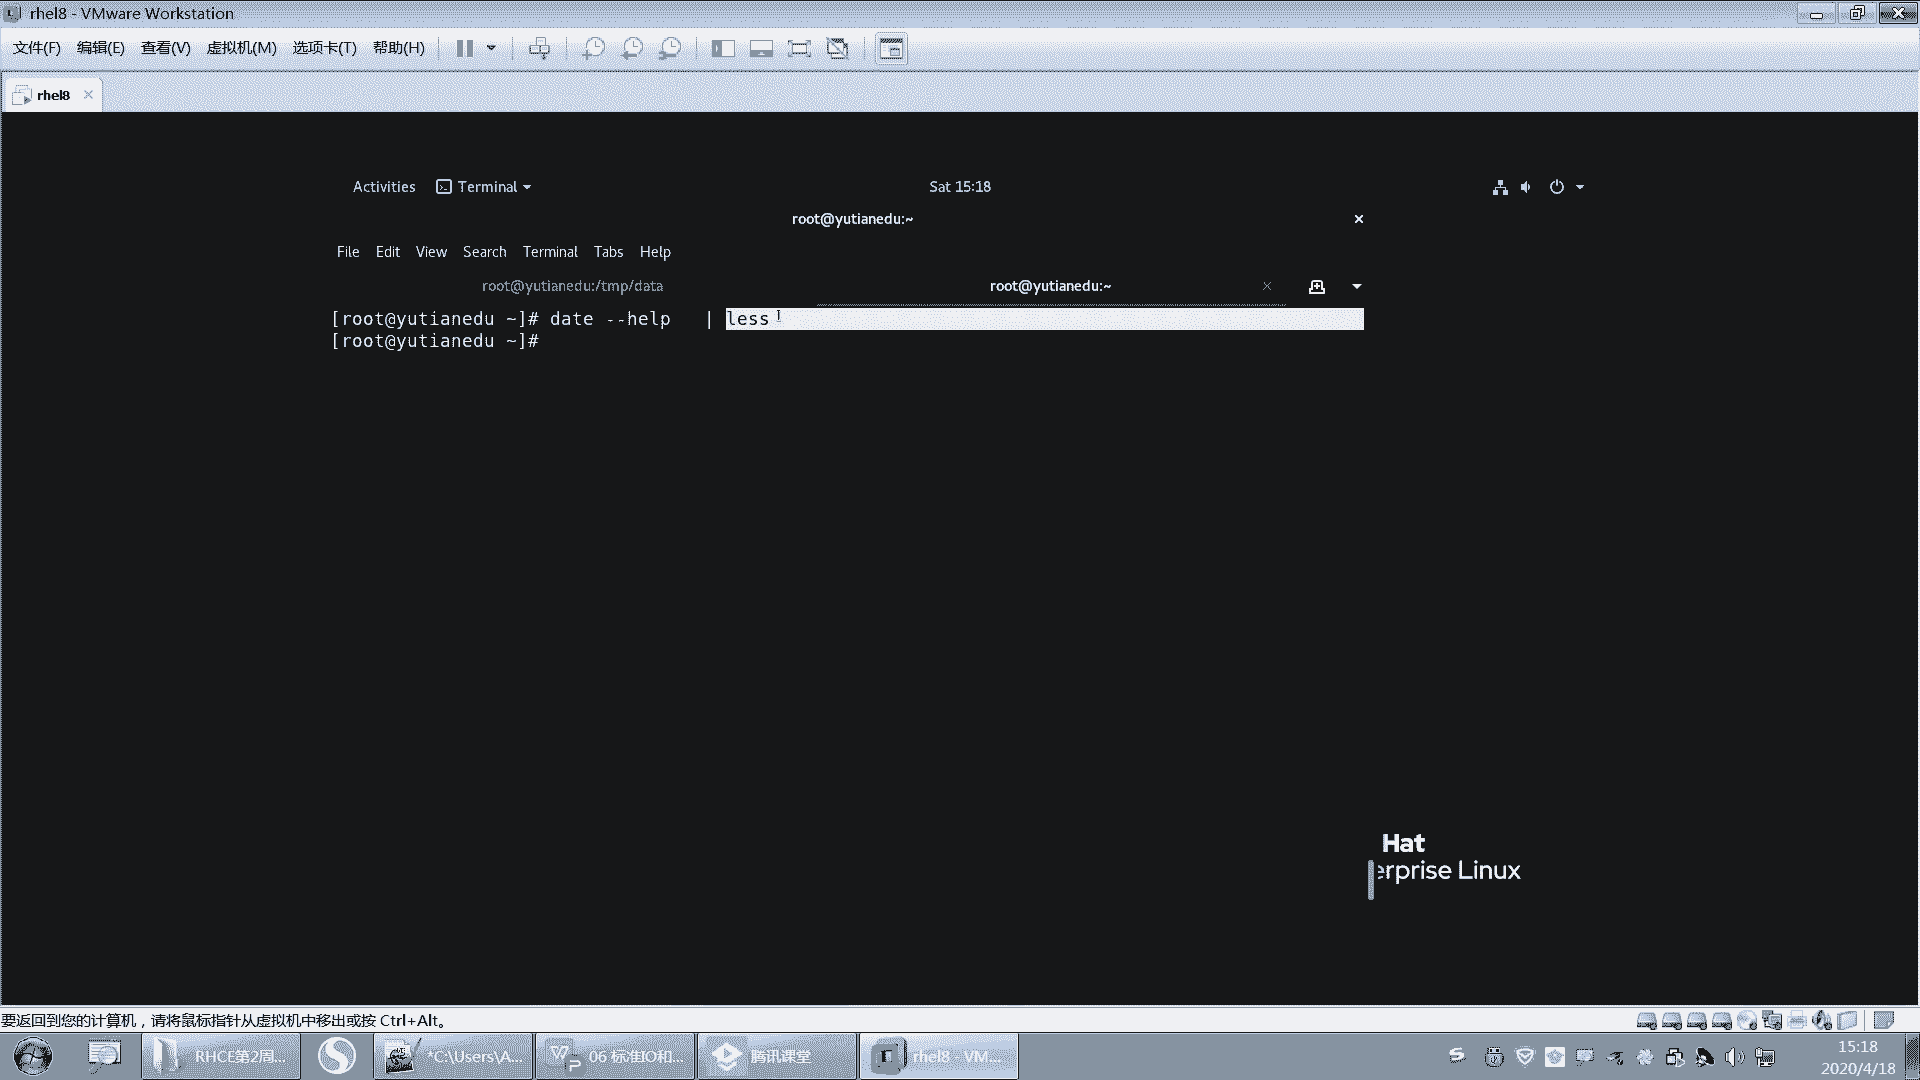 rhel8 - VMware Workstation
文件(F) 编辑(E) 查看(V) 虚拟机(M) 选项卡(T) 帮助(H)
rhel8
Activities Terminal Sat 15:18
root@yutianedu:~
File Edit View Search Terminal Tabs Help
root@yutianedu:/tmp/data root@yutianedu:~
[root@yutianedu ~]# date --help | less
[root@yutianedu ~]#
Hat
erprise Linux
要返回到您的计算机，请将鼠标指针从虚拟机中移出或按 Ctrl+Alt。
RHCE第2周... *C:\Users\A... 06 标准IO和... 腾讯课堂 rhel8 - VM...
15:18
2020/4/18